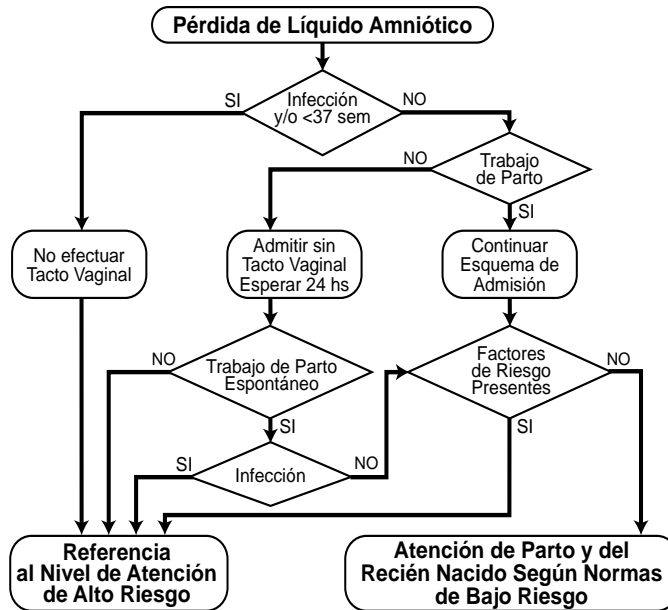 Pérdida de Líquido Amniótico
SI
Infección
y/o <37 sem
NO
NO
Trabajo
de Parto
SI
No efectuar
Tacto Vaginal
Admitir sin
Tacto Vaginal
Esperar 24 hs
Continuar
Esquema de
Admisión
NO
Trabajo de Parto
Espontáneo
SI
Factores
de Riesgo
Presentes
NO
SI
SI
Infección
NO
Referencia
al Nivel de Atención
de Alto Riesgo
Atención de Parto y del
Recién Nacido Según Normas
de Bajo Riesgo